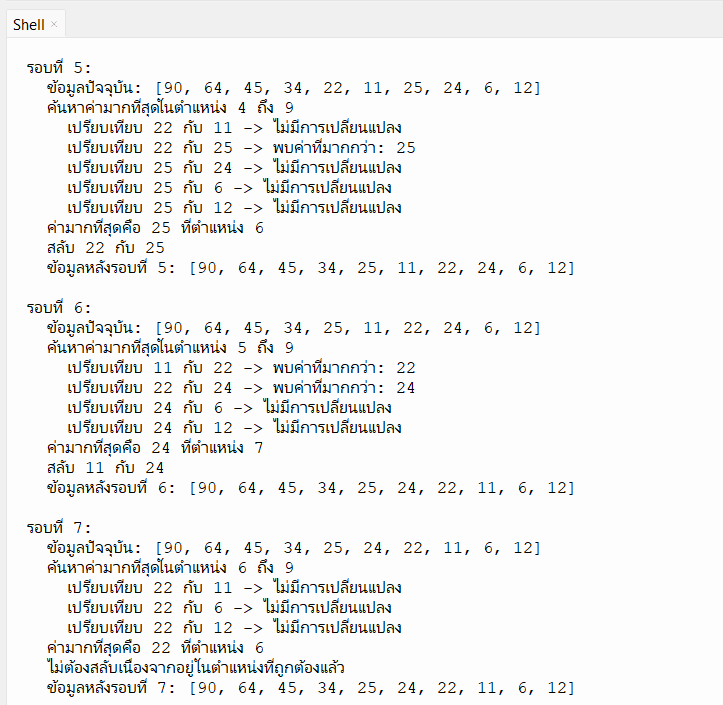 Shell ×
รอบที่ 5:
ข้อมูลปัจจุบัน: [90, 64, 45, 34, 22, 11, 25, 24, 6, 12]
ค้นหาค่ามากที่สุดในตำแหน่ง 4 ถึง 9
เปรียบเทียบ 22 กับ 11 -> ไม่มีการเปลี่ยนแปลง
เปรียบเทียบ 22 กับ 25 -> พบค่าที่มากกว่า: 25
เปรียบเทียบ 25 กับ 24 -> ไม่มีการเปลี่ยนแปลง
เปรียบเทียบ 25 กับ 6 -> ไม่มีการเปลี่ยนแปลง
เปรียบเทียบ 25 กับ 12 -> ไม่มีการเปลี่ยนแปลง
ค่ามากที่สุดคือ 25 ที่ตำแหน่ง 6
สลับ 22 กับ 25
ข้อมูลหลังรอบที่ 5: [90, 64, 45, 34, 25, 11, 22, 24, 6, 12]
รอบที่ 6:
ข้อมูลปัจจุบัน: [90, 64, 45, 34, 25, 11, 22, 24, 6, 12]
ค้นหาค่ามากที่สุดในตำแหน่ง 5 ถึง 9
เปรียบเทียบ 11 กับ 22 -> พบค่าที่มากกว่า: 22
เปรียบเทียบ 22 กับ 24 -> พบค่าที่มากกว่า: 24
เปรียบเทียบ 24 กับ 6 -> ไม่มีการเปลี่ยนแปลง
เปรียบเทียบ 24 กับ 12 -> ไม่มีการเปลี่ยนแปลง
ค่ามากที่สุดคือ 24 ที่ตำแหน่ง 7
สลับ 11 กับ 24
ข้อมูลหลังรอบที่ 6: [90, 64, 45, 34, 25, 24, 22, 11, 6, 12]
รอบที่ 7:
ข้อมูลปัจจุบัน: [90, 64, 45, 34, 25, 24, 22, 11, 6, 12]
ค้นหาค่ามากที่สุดในตำแหน่ง 6 ถึง 9
เปรียบเทียบ 22 กับ 11 -> ไม่มีการเปลี่ยนแปลง
เปรียบเทียบ 22 กับ 6 -> ไม่มีการเปลี่ยนแปลง
เปรียบเทียบ 22 กับ 12 -> ไม่มีการเปลี่ยนแปลง
ค่ามากที่สุดคือ 22 ที่ตำแหน่ง 6
ไม่ต้องสลับเนื่องจากอยู่ในตำแหน่งที่ถูกต้องแล้ว
ข้อมูลหลังรอบที่ 7: [90, 64, 45, 34, 25, 24, 22, 11, 6, 12]